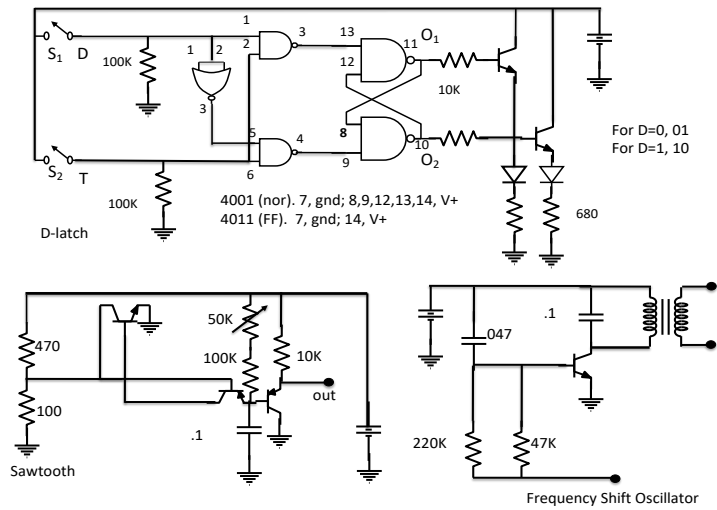 1
3
13
11
O1
S1
D
1
2
2
12
100K
10K
3
5
4
8
10
For D=0, 01
For D=1, 10
S2
T
6
9
O2
100K
4001 (nor). 7, gnd; 8,9,12,13,14, V+
4011 (FF). 7, gnd; 14, V+
680
D-latch
50K
470
100K
10K
100
out
.1
Sawtooth
.1
047
220K
47K
Frequency Shift Oscillator